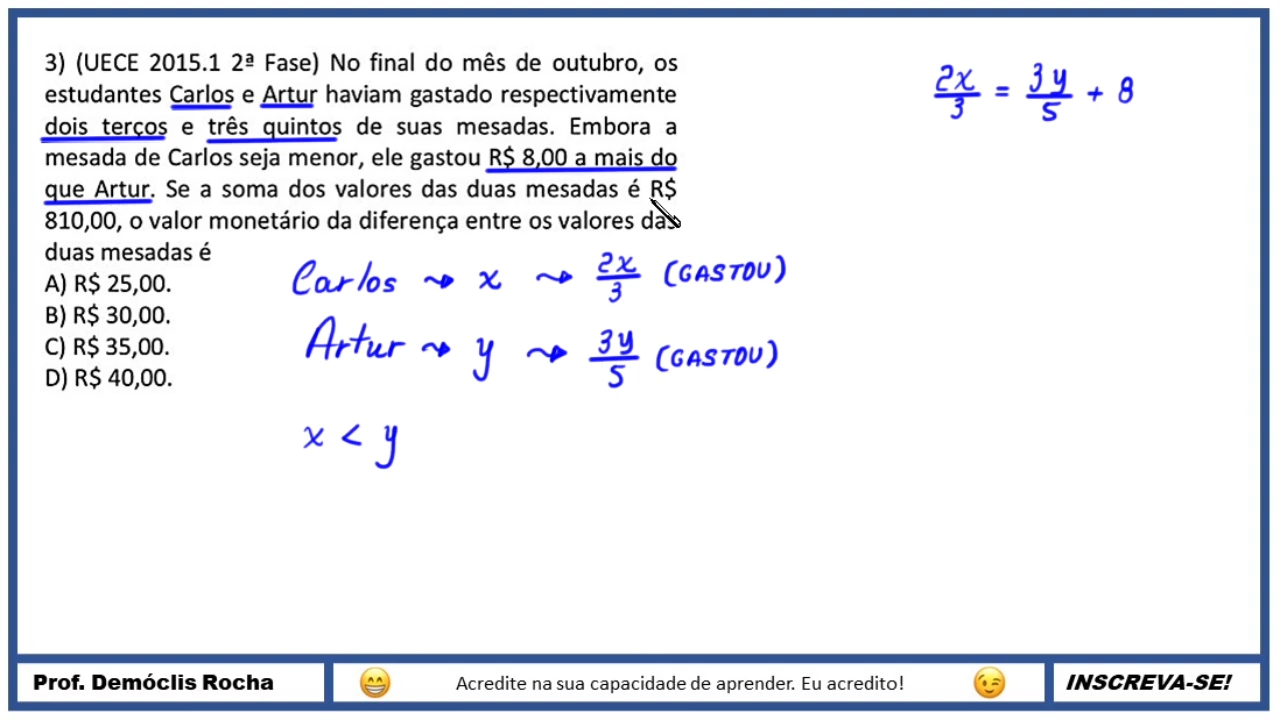 3) (UECE 2015.1 2ª Fase) No final do mês de outubro, os
estudantes Carlos e Artur haviam gastado respectivamente
dois terços e três quintos de suas mesadas. Embora a
mesada de Carlos seja menor, ele gastou R$ 8,00 a mais do
que Artur. Se a soma dos valores das duas mesadas é R$
810,00, o valor monetário da diferença entre os valores das
duas mesadas é
A) R$ 25,00.
B) R$ 30,00.
C) R$ 35,00.
D) R$ 40,00.
2x/3 = 3y/5 + 8
Carlos ⤳ x ⤳ 2x/3 (GASTOU)
Artur ⤳ y ⤳ 3y/5 (GASTOU)
x < y
Prof. Demóclis Rocha
Acredite na sua capacidade de aprender. Eu acredito!
INSCREVA-SE!